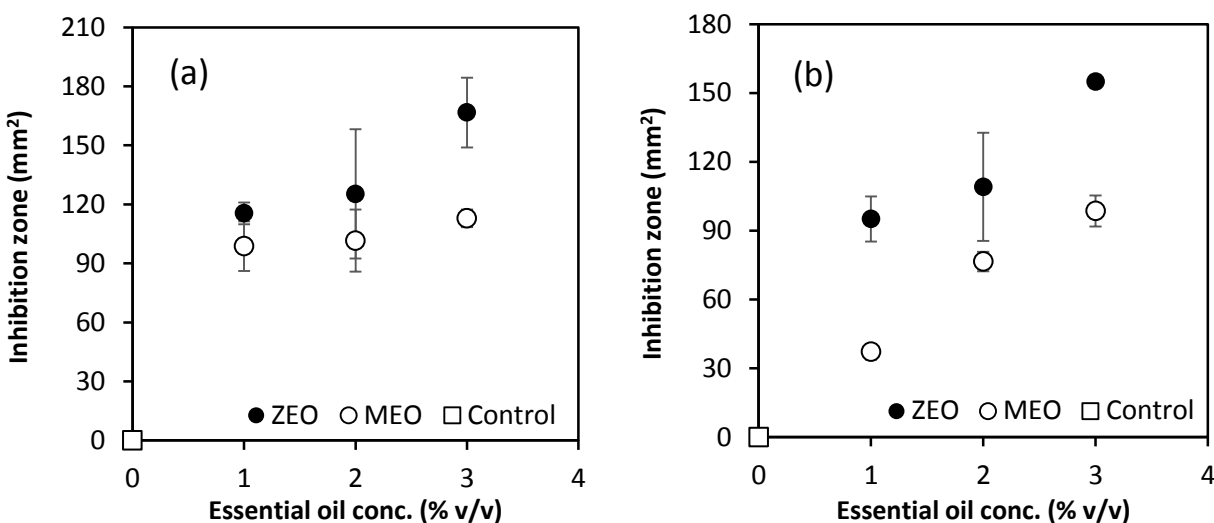 (a)
Inhibition zone (mm²)
210
180
150
120
90
60
30
0
ZEO MEO Control
0 1 2 3 4
Essential oil conc. (% v/v)
(b)
Inhibition zone (mm²)
180
150
120
90
60
30
0
ZEO MEO Control
0 1 2 3 4
Essential oil conc. (% v/v)